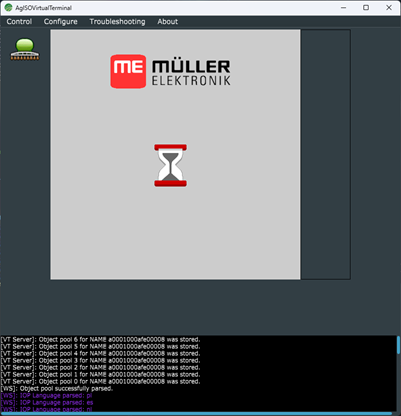 AgISOVirtualTerminal
Control Configure Troubleshooting About
ME MÜLLER
ELEKTRONIK
[VT Server]: Object pool 6 for NAME a0001000afe00008 was stored.
[VT Server]: Object pool 5 for NAME a0001000afe00008 was stored.
[VT Server]: Object pool 4 for NAME a0001000afe00008 was stored.
[VT Server]: Object pool 3 for NAME a0001000afe00008 was stored.
[VT Server]: Object pool 2 for NAME a0001000afe00008 was stored.
[VT Server]: Object pool 1 for NAME a0001000afe00008 was stored.
[VT Server]: Object pool 0 for NAME a0001000afe00008 was stored.
[WS]: Object pool successfully parsed.
[WS]: IOP Language parsed: pl
[WS]: IOP Language parsed: es
[WS]: IOP Language parsed: nl